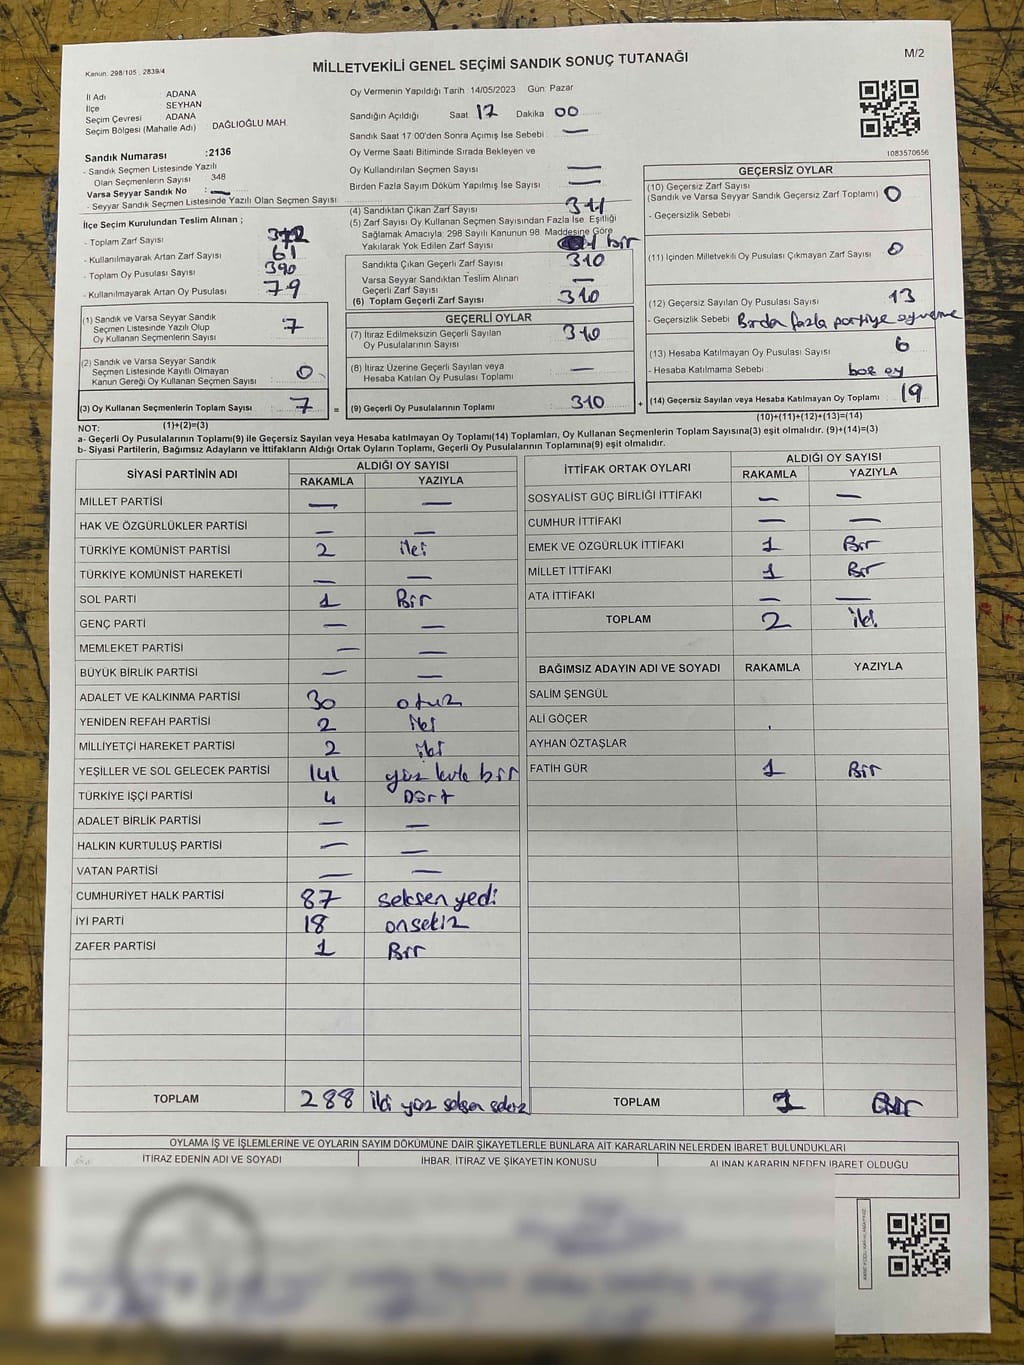 Kanun: 298/105 , 2839/4
MİLLETVEKİLİ GENEL SEÇİMİ SANDIK SONUÇ TUTANAĞI
M/2
İl Adı ADANA
İlçe SEYHAN
Seçim Çevresi ADANA
Seçim Bölgesi (Mahalle Adı) DAĞLIOĞLU MAH.
Sandık Numarası :2136
- Sandık Seçmen Listesinde Yazılı
Olan Seçmenlerin Sayısı 348
Varsa Seyyar Sandık No : —
- Seyyar Sandık Seçmen Listesinde Yazılı Olan Seçmen Sayısı
İlçe Seçim Kurulundan Teslim Alınan ;
- Toplam Zarf Sayısı 372
- Kullanılmayarak Artan Zarf Sayısı 61
- Toplam Oy Pusulası Sayısı 390
- Kullanılmayarak Artan Oy Pusulası 79
(1) Sandık ve Varsa Seyyar Sandık
Seçmen Listesinde Yazılı Olup
Oy Kullanan Seçmenlerin Sayısı : 7
(2) Sandık ve Varsa Seyyar Sandık
Seçmen Listesinde Kayıtlı Olmayan
Kanun Gereği Oy Kullanan Seçmen Sayısı : 0
(3) Oy Kullanan Seçmenlerin Toplam Sayısı : 7
(1)+(2)=(3)
Oy Vermenin Yapıldığı Tarih : 14/05/2023 Gün: Pazar
Sandığın Açıldığı Saat 17 Dakika 00
Sandık Saat 17:00'den Sonra Açımış İse Sebebi : —
Oy Verme Saati Bitiminde Sırada Bekleyen ve
Oy Kullandırılan Seçmen Sayısı —
Birden Fazla Sayım Döküm Yapılmış İse Sayısı —
(4) Sandıktan Çıkan Zarf Sayısı 311
(5) Zarf Sayısı Oy Kullanan Seçmen Sayısından Fazla İse, Eşitliği
Sağlamak Amacıyla; 298 Sayılı Kanunun 98. Maddesine Göre
Yakılarak Yok Edilen Zarf Sayısı 1 bir
Sandıkta Çıkan Geçerli Zarf Sayısı 310
Varsa Seyyar Sandıktan Teslim Alınan
Geçerli Zarf Sayısı —
(6) Toplam Geçerli Zarf Sayısı 310
GEÇERLİ OYLAR
(7) İtiraz Edilmeksizin Geçerli Sayılan
Oy Pusulalarının Sayısı 310
(8) İtiraz Üzerine Geçerli Sayılan veya
Hesaba Katılan Oy Pusulası Toplamı —
= (9) Geçerli Oy Pusulalarının Toplamı 310 +
1083570656
GEÇERSİZ OYLAR
(10) Geçersiz Zarf Sayısı
(Sandık ve Varsa Seyyar Sandık Geçersiz Zarf Toplamı) 0
- Geçersizlik Sebebi :
(11) İçinden Milletvekili Oy Pusulası Çıkmayan Zarf Sayısı 0
(12) Geçersiz Sayılan Oy Pusulası Sayısı 13
- Geçersizlik Sebebi Birda fazla partiye
(13) Hesaba Katılmayan Oy Pusulası Sayısı 6
- Hesaba Katılmama Sebebi boş oy
(14) Geçersiz Sayılan veya Hesaba Katılmayan Oy Toplamı 19
(10)+(11)+(12)+(13)=(14)
NOT:
a- Geçerli Oy Pusulalarının Toplamı(9) ile Geçersiz Sayılan veya Hesaba katılmayan Oy Toplamı(14) Toplamları, Oy Kullanan Seçmenlerin Toplam Sayısına(3) eşit olmalıdır. (9)+(14)=(3)
b- Siyasi Partilerin, Bağımsız Adayların ve İttifakların Aldığı Ortak Oyların Toplamı, Geçerli Oy Pusulalarının Toplamına(9) eşit olmalıdır.
SİYASİ PARTİNİN ADI ALDIĞI OY SAYISI
RAKAMLA YAZIYLA
MİLLET PARTİSİ — —
HAK VE ÖZGÜRLÜKLER PARTİSİ — —
TÜRKİYE KOMÜNİST PARTİSİ 2 iki
TÜRKİYE KOMÜNİST HAREKETİ — —
SOL PARTİ 1 Bir
GENÇ PARTİ — —
MEMLEKET PARTİSİ — —
BÜYÜK BİRLİK PARTİSİ — —
ADALET VE KALKINMA PARTİSİ 30 otuz
YENİDEN REFAH PARTİSİ 2 iki
MİLLİYETÇİ HAREKET PARTİSİ 2 iki
YEŞİLLER VE SOL GELECEK PARTİSİ 141 yüz kırk bir
TÜRKİYE İŞÇİ PARTİSİ 4 Dört
ADALET BİRLİK PARTİSİ — —
HALKIN KURTULUŞ PARTİSİ — —
VATAN PARTİSİ — —
CUMHURİYET HALK PARTİSİ 87 seksen yedi
İYİ PARTİ 18 onsekiz
ZAFER PARTİSİ 1 Bir
TOPLAM 288 iki yüz seksen sekiz
İTTİFAK ORTAK OYLARI ALDIĞI OY SAYISI
RAKAMLA YAZIYLA
SOSYALİST GÜÇ BİRLİĞİ İTTİFAKI — —
CUMHUR İTTİFAKI — —
EMEK VE ÖZGÜRLÜK İTTİFAKI 1 Bir
MİLLET İTTİFAKI 1 Bir
ATA İTTİFAKI — —
TOPLAM 2 iki
BAĞIMSIZ ADAYIN ADI VE SOYADI RAKAMLA YAZIYLA
SALİM ŞENGÜL
ALİ GÖÇER
AYHAN ÖZTAŞLAR
FATİH GÜR 1 Bir
TOPLAM 1 Bir
OYLAMA İŞ VE İŞLEMLERİNE VE OYLARIN SAYIM DÖKÜMÜNE DAİR ŞİKAYETLERLE BUNLARA AİT KARARLARIN NELERDEN İBARET BULUNDUKLARI
İTİRAZ EDENİN ADI VE SOYADI İHBAR, İTİRAZ VE ŞİKAYETİN KONUSU ALINAN KARARIN NEDEN İBARET OLDUĞU